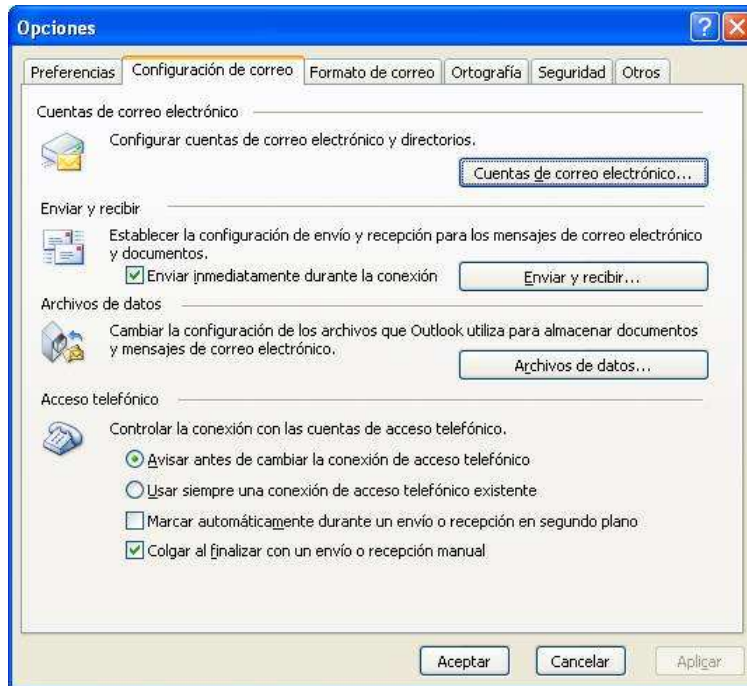 Opciones
Preferencias Configuración de correo Formato de correo Ortografía Seguridad Otros
Cuentas de correo electrónico
Configurar cuentas de correo electrónico y directorios.
Cuentas de correo electrónico...
Enviar y recibir
Establecer la configuración de envío y recepción para los mensajes de correo electrónico
y documentos.
Enviar inmediatamente durante la conexión Enviar y recibir...
Archivos de datos
Cambiar la configuración de los archivos que Outlook utiliza para almacenar documentos
y mensajes de correo electrónico.
Archivos de datos...
Acceso telefónico
Controlar la conexión con las cuentas de acceso telefónico.
Avisar antes de cambiar la conexión de acceso telefónico
Usar siempre una conexión de acceso telefónico existente
Marcar automáticamente durante un envío o recepción en segundo plano
Colgar al finalizar con un envío o recepción manual
Aceptar Cancelar Aplicar